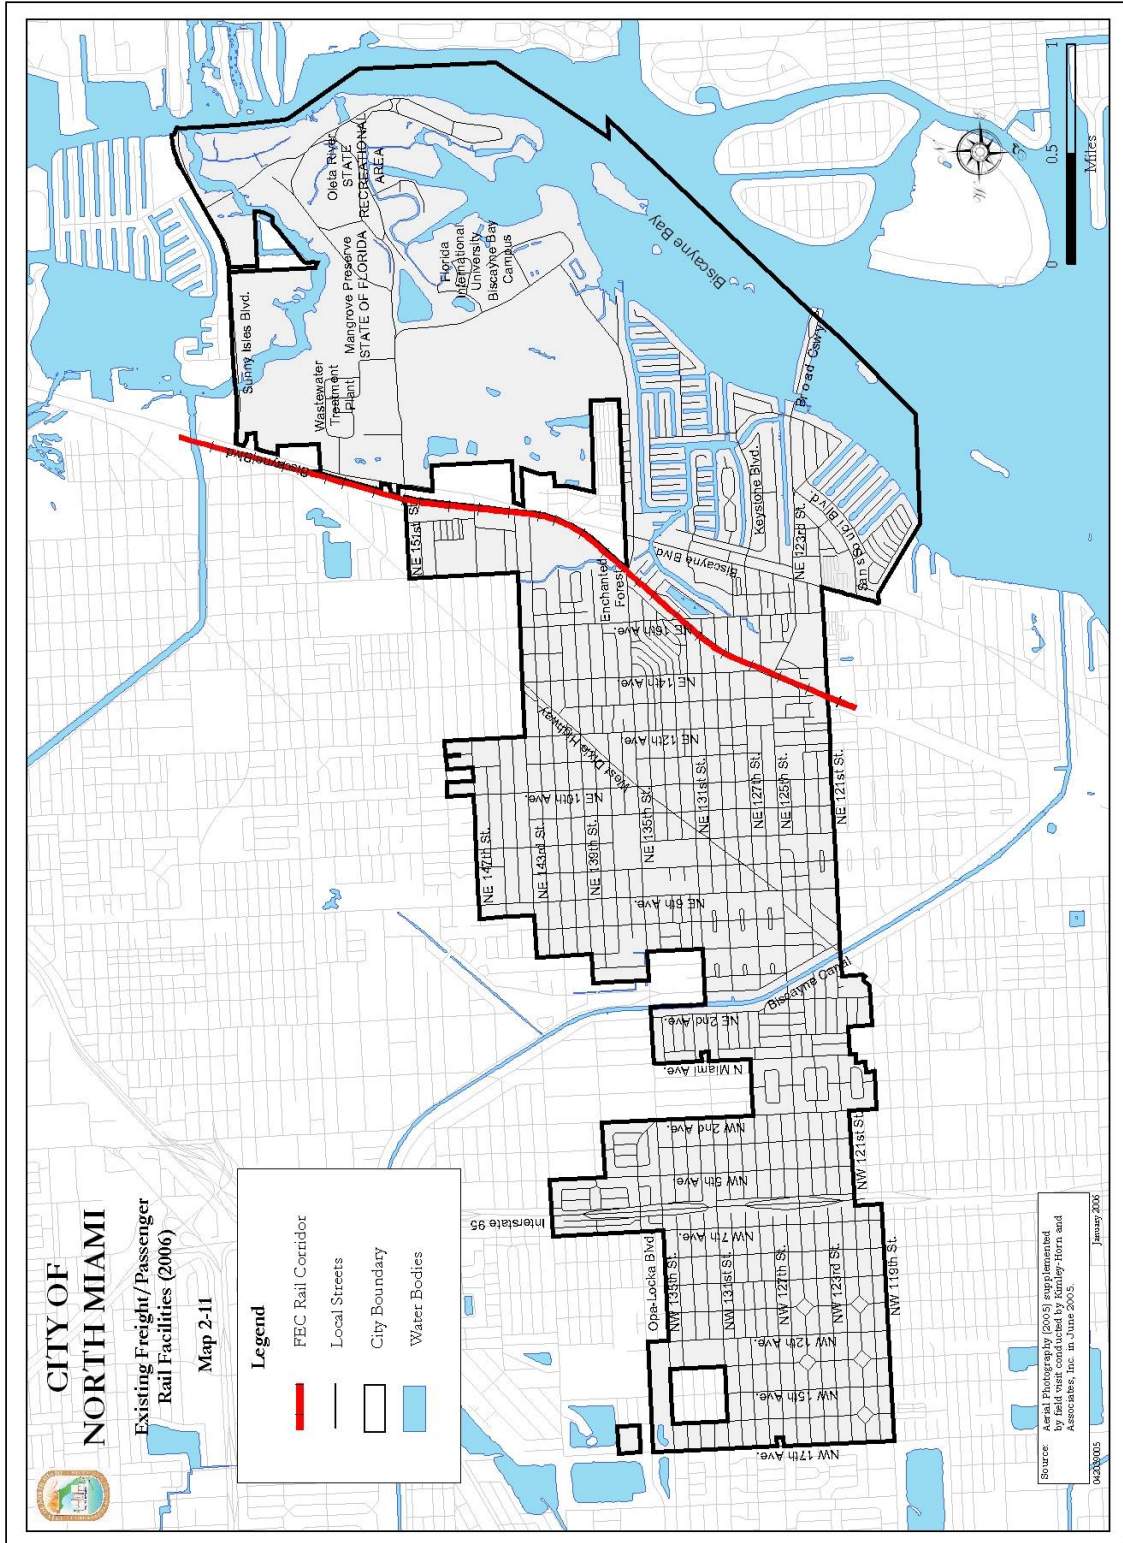 CITY OF
NORTH MIAMI
Existing Freight/Passenger
Rail Facilities (2006)
Map 2-11
Legend
FEC Rail Corridor
Local Streets
City Boundary
Water Bodies
Sunny Isles Blvd.
Biscayne Blvd
Oleta River
STATE
RECREATIONAL
AREA
Mangrove Preserve
STATE OF FLORIDA
Wastewater
Treatment
Plant
Florida
International
University
Biscayne Bay
Campus
Biscayne Bay
Broad Cswy
NE 151st St.
Enchanted
Forest
Biscayne Blvd.
Keystone Blvd.
NE 123rd St.
Sans Souci Blvd
NE 16th Ave.
NE 14th Ave.
NE 12th Ave.
West Dixie Highway
NE 10th Ave.
NE 147th St.
NE 143rd St.
NE 139th St.
NE 135th St.
NE 131st St.
NE 127th St.
NE 125th St.
NE 121st St.
NE 6th Ave.
Biscayne Canal
NE 2nd Ave.
N Miami Ave.
NW 2nd Ave.
NW 5th Ave.
Interstate 95
NW 7th Ave.
Opa-Locka Blvd
NW 135th St.
NW 131st St.
NW 127th St.
NW 123rd St.
NW 121st St.
NW 119th St.
NW 12th Ave.
NW 15th Ave.
NW 17th Ave.
0 0.5 1
Miles
Source: Aerial Photography (2005) supplemented
by field visit conducted by Kimley-Horn and
Associates, Inc. in June 2005.
042039005 January 2006